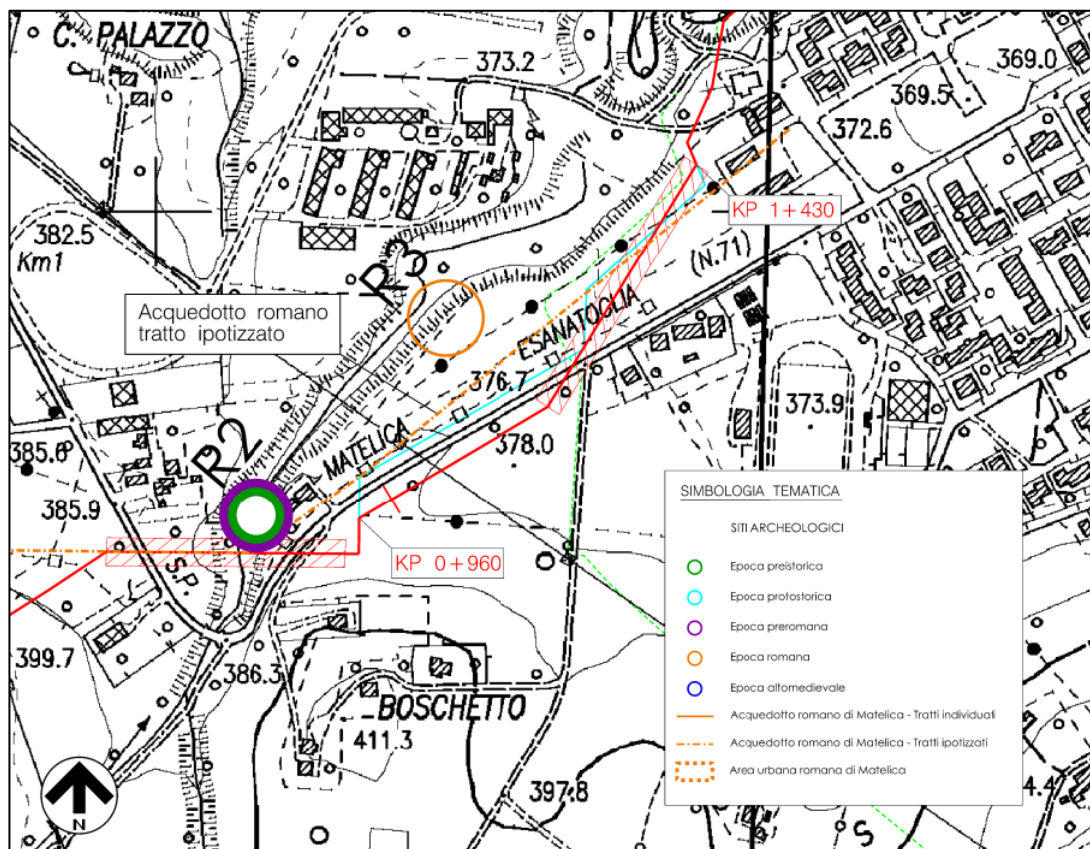 C. PALAZZO
373.2
369.0
369.5
372.6
KP 1+430
382.5
Km1
R3
(N.71)
Acquedotto romano
tratto ipotizzato
ESANATOGLIA
376.7
373.9
R2
MATELICA
378.0
385.6
385.9
KP 0+960
S.P.
399.7
386.3
BOSCHETTO
411.3
397.8
SIMBOLOGIA TEMATICA
SITI ARCHEOLOGICI
Epoca preistorica
Epoca protostorica
Epoca preromana
Epoca romana
Epoca altomedievale
Acquedotto romano di Matelica - Tratti individuati
Acquedotto romano di Matelica - Tratti ipotizzati
Area urbana romana di Matelica
4.4
S
N